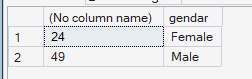 (No column name) gendar
1 24 Female
2 49 Male